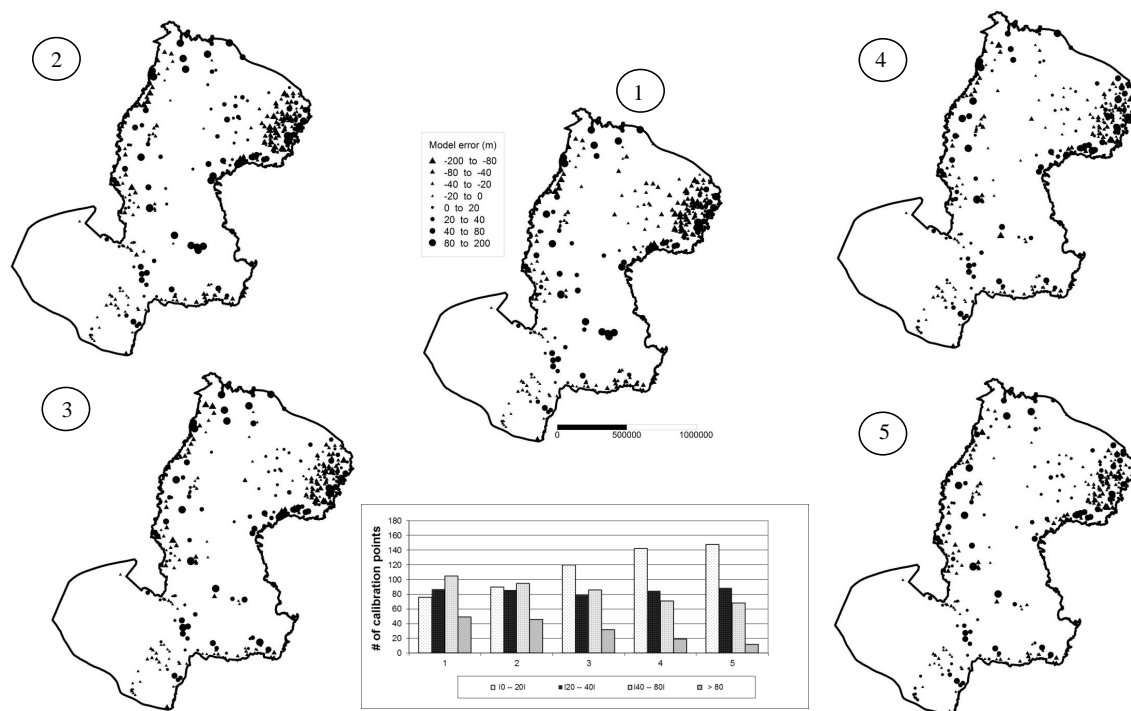 2
4
1
Model error (m)
-200 to -80
-80 to -40
-40 to -20
-20 to 0
0 to 20
20 to 40
40 to 80
80 to 200
0 500000 1000000
3
5
# of calibration points
180
160
140
120
100
80
60
40
20
0
1 2 3 4 5
|0 -- 20| |20 -- 40| |40 -- 80| > 80